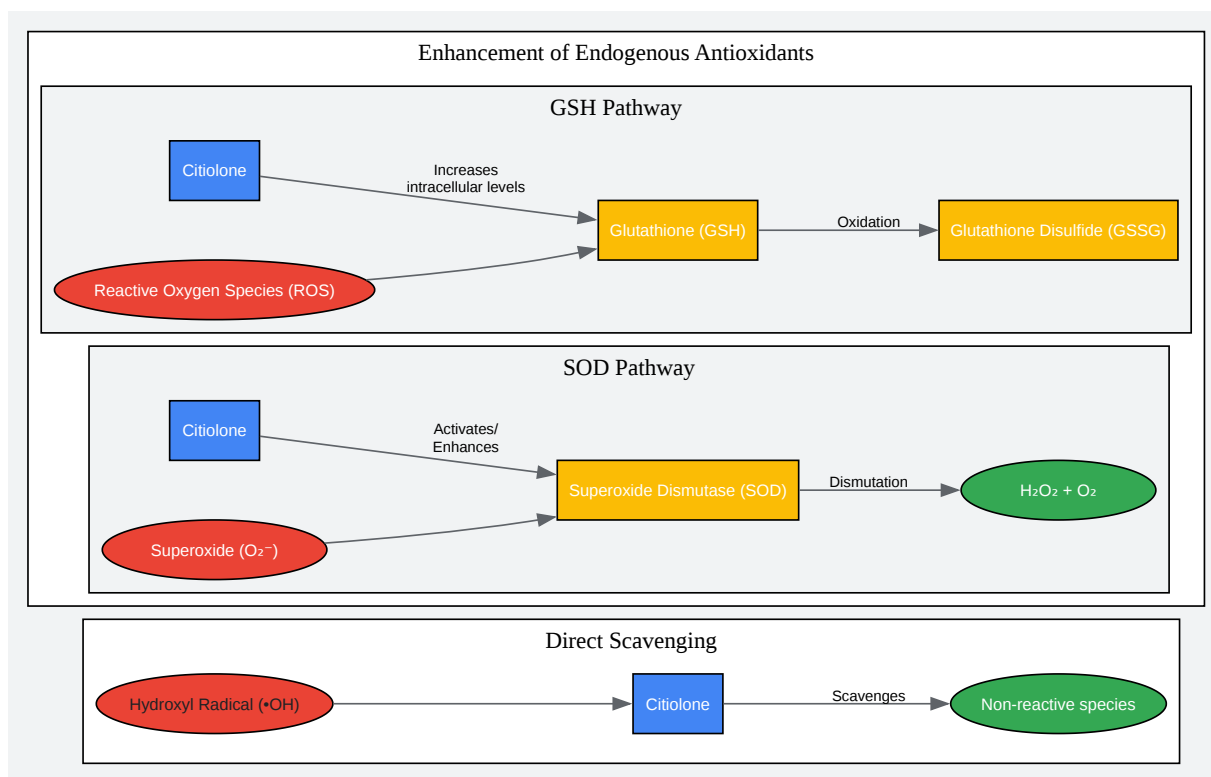 Enhancement of Endogenous Antioxidants
GSH Pathway
Citiolone
Increases
intracellular levels
Glutathione (GSH)
Oxidation
Glutathione Disulfide (GSSG)
Reactive Oxygen Species (ROS)
SOD Pathway
Citiolone
Activates/
Enhances
Superoxide Dismutase (SOD)
Dismutation
H₂O₂ + O₂
Superoxide (O₂⁻)
Direct Scavenging
Hydroxyl Radical (•OH)
Citiolone
Scavenges
Non-reactive species